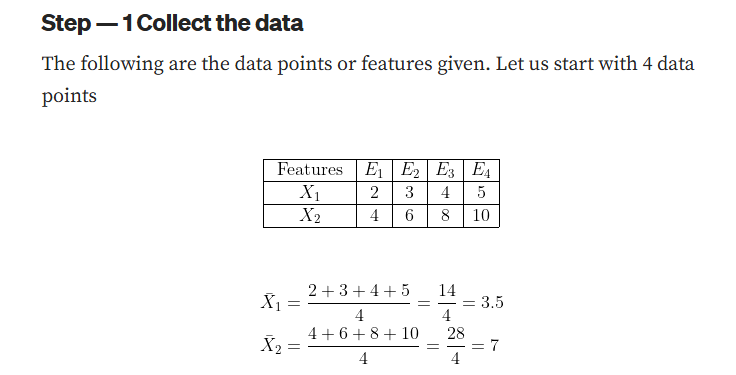 Step — 1 Collect the data
The following are the data points or features given. Let us start with 4 data
points
Features E₁ E₂ E₃ E₄
X₁ 2 3 4 5
X₂ 4 6 8 10
X̄₁ = (2 + 3 + 4 + 5)/4 = 14/4 = 3.5
X̄₂ = (4 + 6 + 8 + 10)/4 = 28/4 = 7